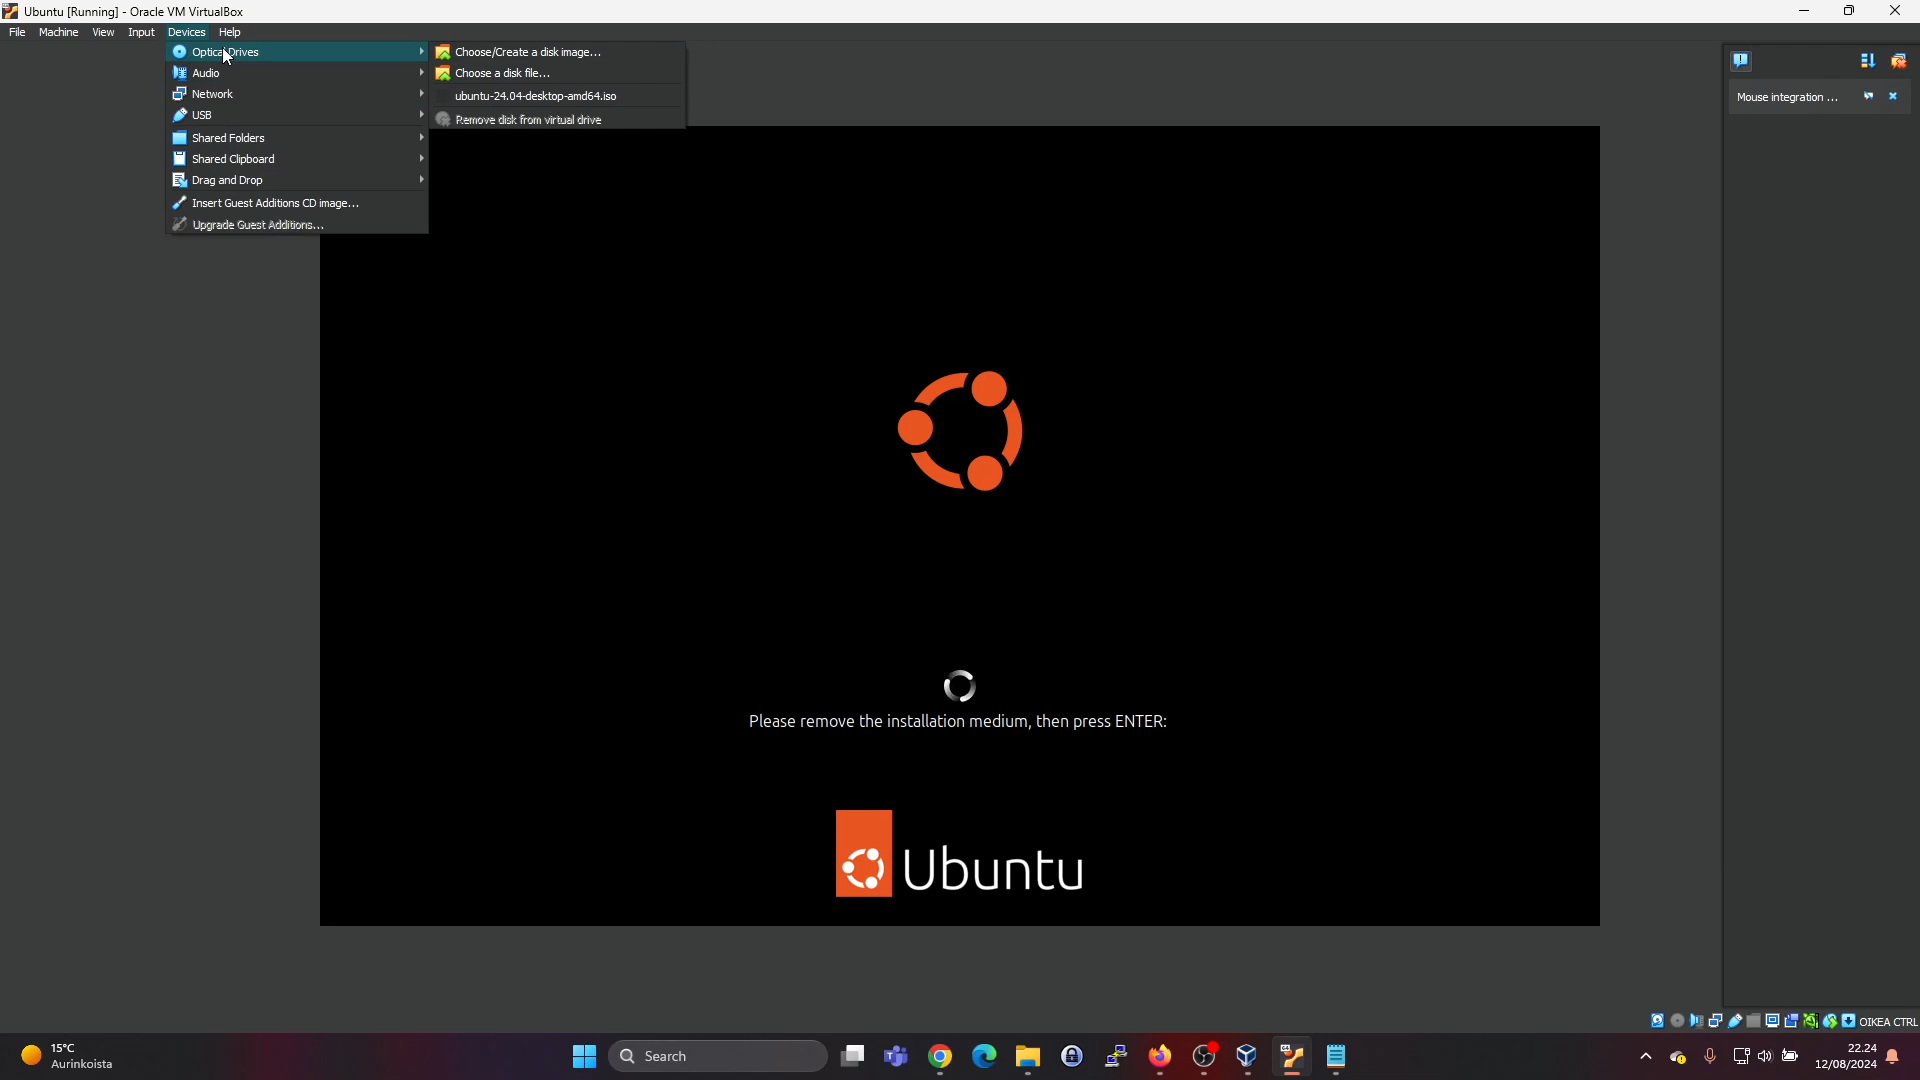 Ubuntu [Running] - Oracle VM VirtualBox
File Machine View Input Devices Help
Optical Drives
Choose/Create a disk image...
Audio
Choose a disk file...
Network
ubuntu-24.04-desktop-amd64.iso
USB
Remove disk from virtual drive
Shared Folders
Shared Clipboard
Drag and Drop
Insert Guest Additions CD image...
Upgrade Guest Additions...
Mouse integration ...
Please remove the installation medium, then press ENTER:
Ubuntu
OIKEA CTRL
15°C
Aurinkoista
Search
22.24
12/08/2024